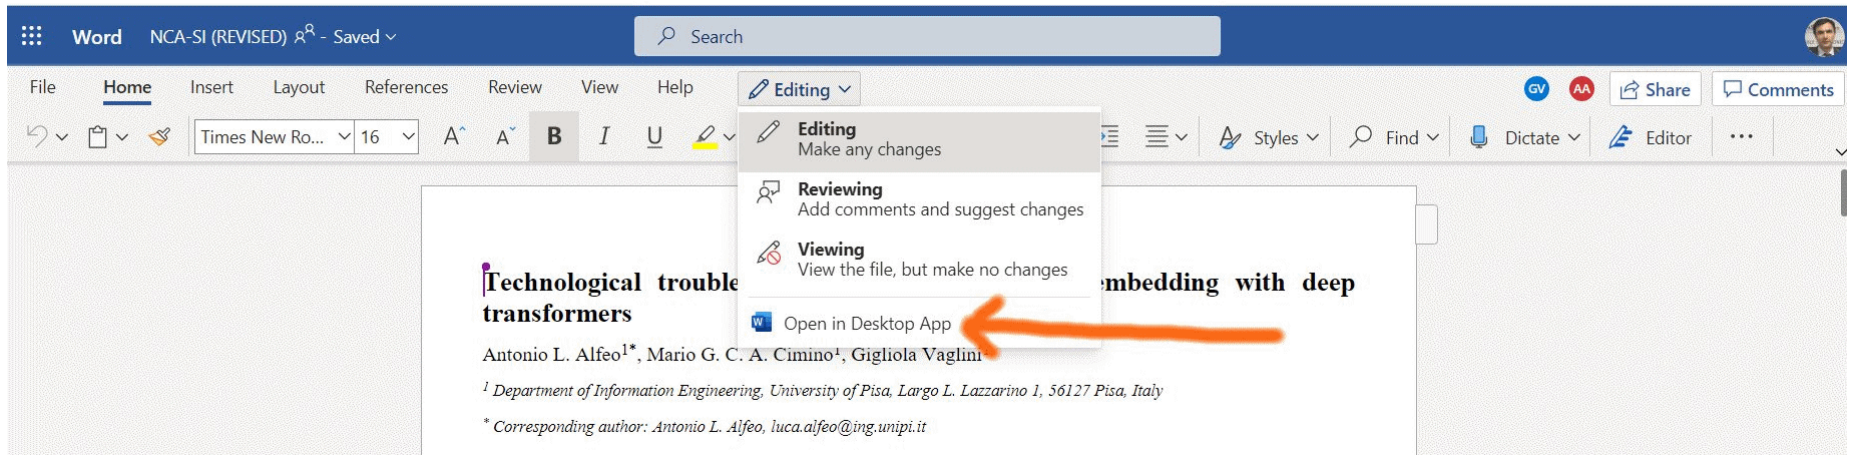 Word NCA-SI (REVISED) - Saved Search
File Home Insert Layout References Review View Help Editing GV AA Share Comments
Times New Ro... 16 A A B I U Styles Find Dictate Editor ...
Editing
Make any changes
Reviewing
Add comments and suggest changes
Viewing
View the file, but make no changes
Open in Desktop App
Technological trouble embedding with deep
transformers
Antonio L. Alfeo1*, Mario G. C. A. Cimino1, Gigliola Vaglini
1 Department of Information Engineering, University of Pisa, Largo L. Lazzarino 1, 56127 Pisa, Italy
* Corresponding author: Antonio L. Alfeo, luca.alfeo@ing.unipi.it